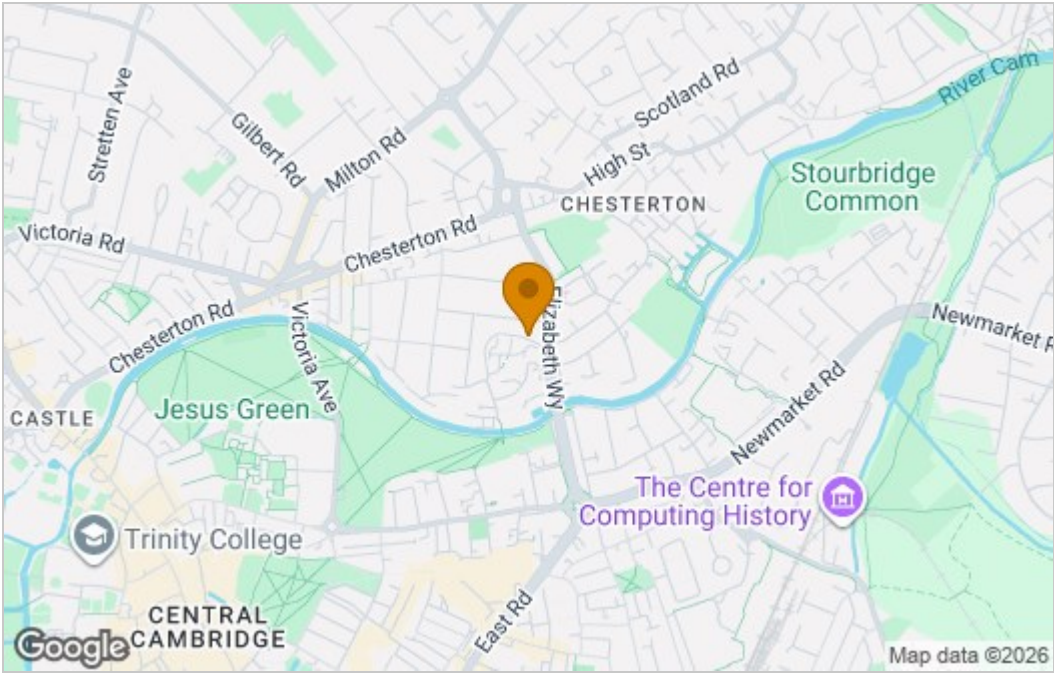 Stretten Ave
Gilbert Rd
Milton Rd
Scotland Rd
River Cam
High St
Stourbridge
Common
CHESTERTON
Victoria Rd
Chesterton Rd
Chesterton Rd
Victoria Ave
Elizabeth Wy
Newmarket R
Newmarket Rd
Jesus Green
CASTLE
The Centre for
Computing History
Trinity College
East Rd
CENTRAL
CAMBRIDGE
Google
Map data ©2026